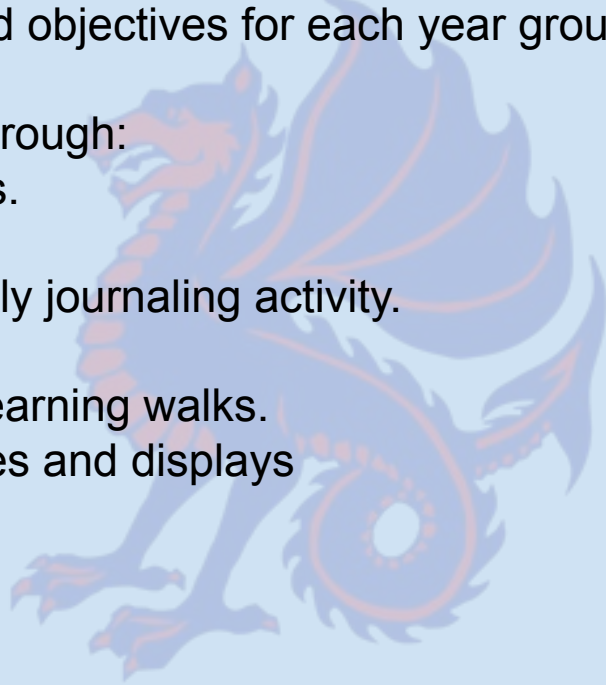 d objectives for each year grou
rough:
s.
ly journaling activity.
earning walks.
es and displays